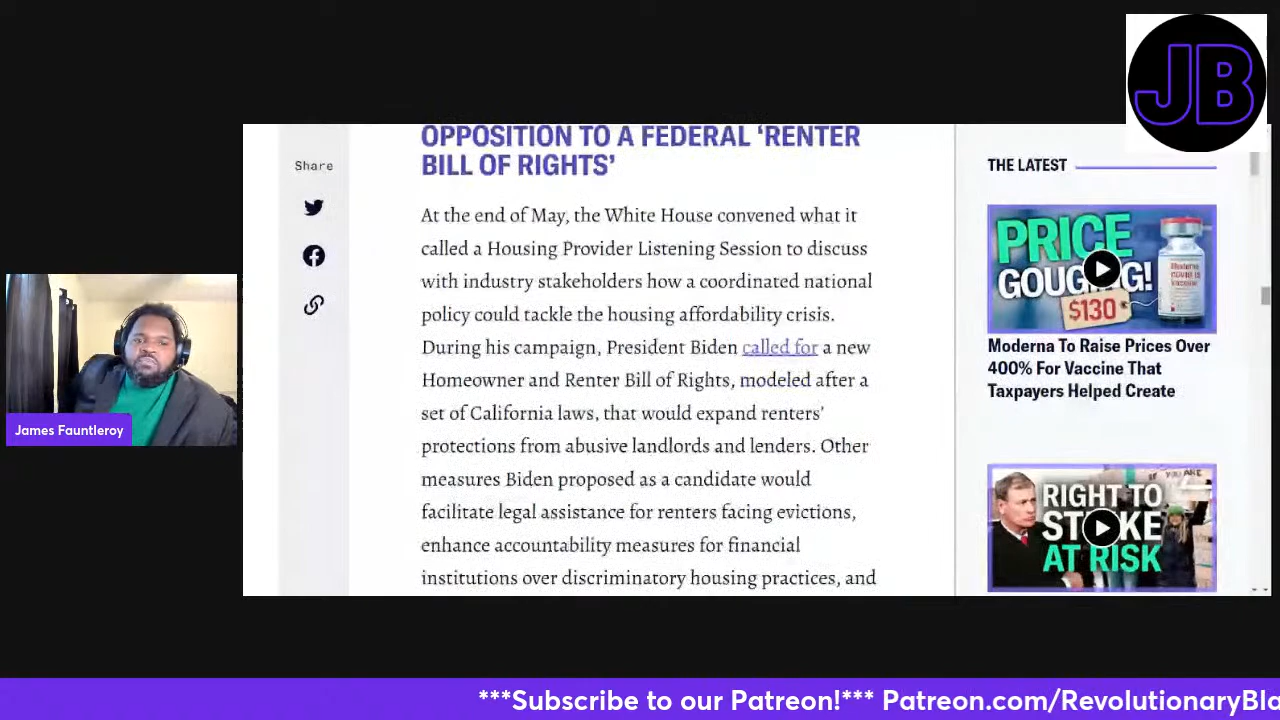 JB
OPPOSITION TO A FEDERAL ‘RENTER
BILL OF RIGHTS’
Share
At the end of May, the White House convened what it
called a Housing Provider Listening Session to discuss
with industry stakeholders how a coordinated national
policy could tackle the housing affordability crisis.
During his campaign, President Biden called for a new
Homeowner and Renter Bill of Rights, modeled after a
set of California laws, that would expand renters’
protections from abusive landlords and lenders. Other
measures Biden proposed as a candidate would
facilitate legal assistance for renters facing evictions,
enhance accountability measures for financial
institutions over discriminatory housing practices, and
THE LATEST
PRICE
GOUGING!
$130
Moderna To Raise Prices Over
400% For Vaccine That
Taxpayers Helped Create
IF YOU ARE
RIGHT TO
STRIKE
AT RISK
James Fauntleroy
***Subscribe to our Patreon!*** Patreon.com/RevolutionaryBla